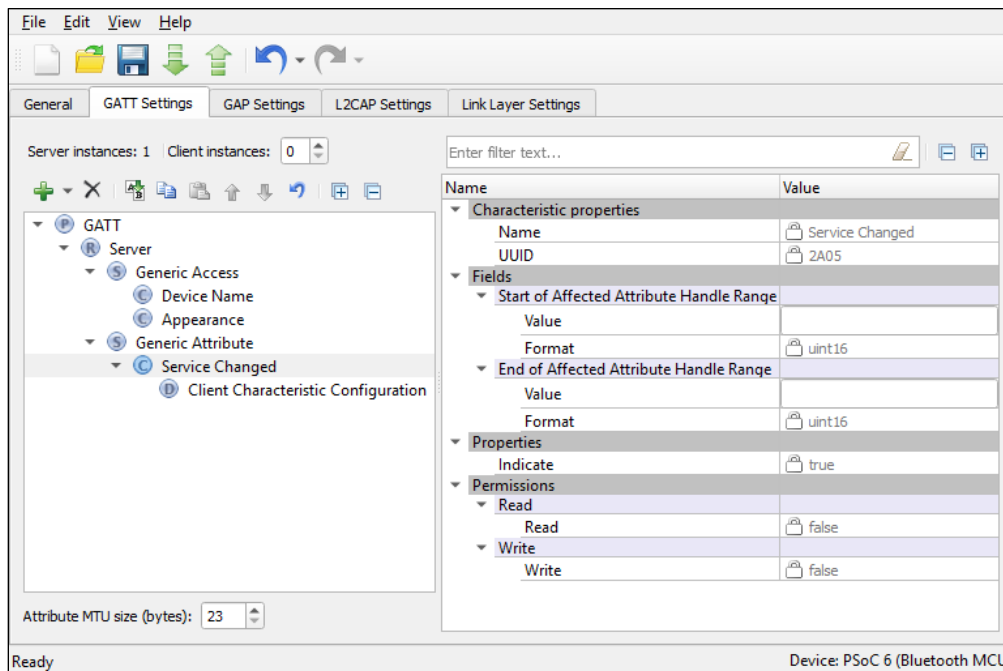 File Edit View Help
General GATT Settings GAP Settings L2CAP Settings Link Layer Settings
Server instances: 1 Client instances: 0
Enter filter text...
Name Value
Characteristic properties
Name Service Changed
UUID 2A05
Fields
Start of Affected Attribute Handle Range
Value
Format uint16
End of Affected Attribute Handle Range
Value
Format uint16
Properties
Indicate true
Permissions
Read
Read false
Write
Write false
P GATT
R Server
S Generic Access
C Device Name
C Appearance
S Generic Attribute
C Service Changed
D Client Characteristic Configuration
Attribute MTU size (bytes): 23
Ready Device: PSoC 6 (Bluetooth MCU